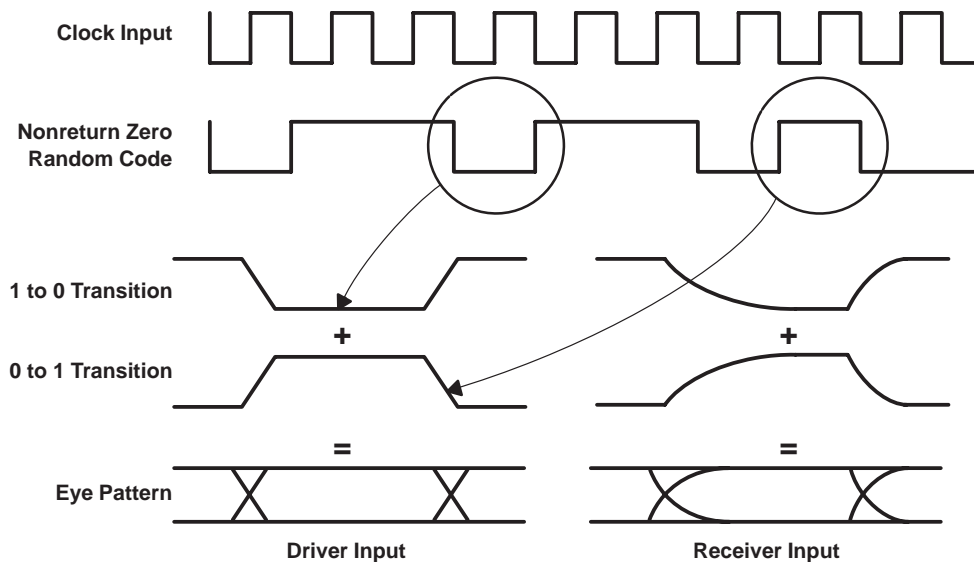 Clock Input
Nonreturn Zero
Random Code
1 to 0 Transition
+
+
0 to 1 Transition
=
=
Eye Pattern
Driver Input
Receiver Input